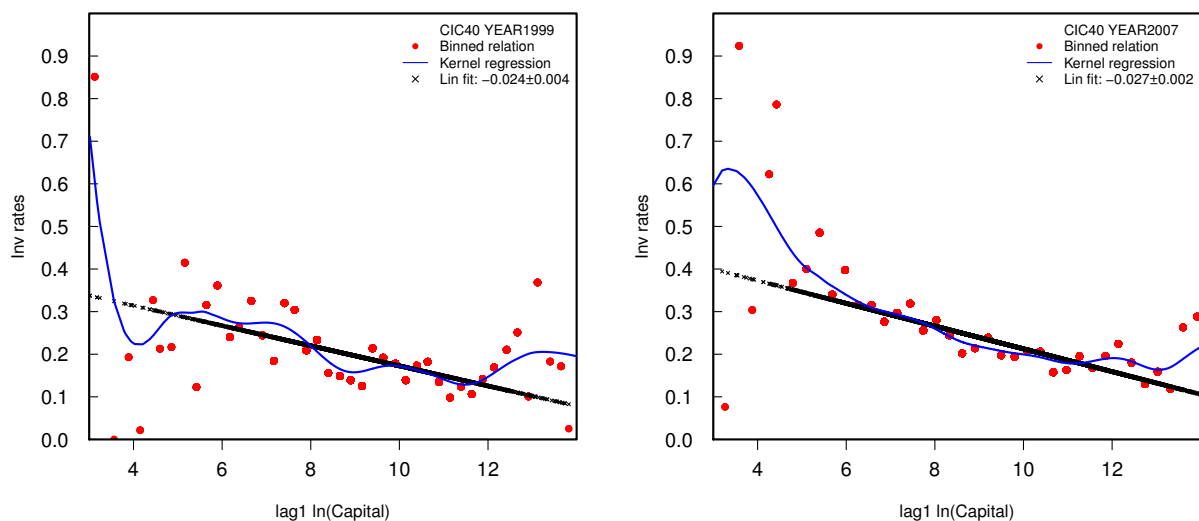 CIC40 YEAR1999
Binned relation
Kernel regression
Lin fit: −0.024±0.004
0.9
0.8
0.7
0.6
0.5
0.4
0.3
0.2
0.1
0.0
Inv rates
4 6 8 10 12
lag1 ln(Capital)
CIC40 YEAR2007
Binned relation
Kernel regression
Lin fit: −0.027±0.002
0.9
0.8
0.7
0.6
0.5
0.4
0.3
0.2
0.1
0.0
Inv rates
4 6 8 10 12
lag1 ln(Capital)